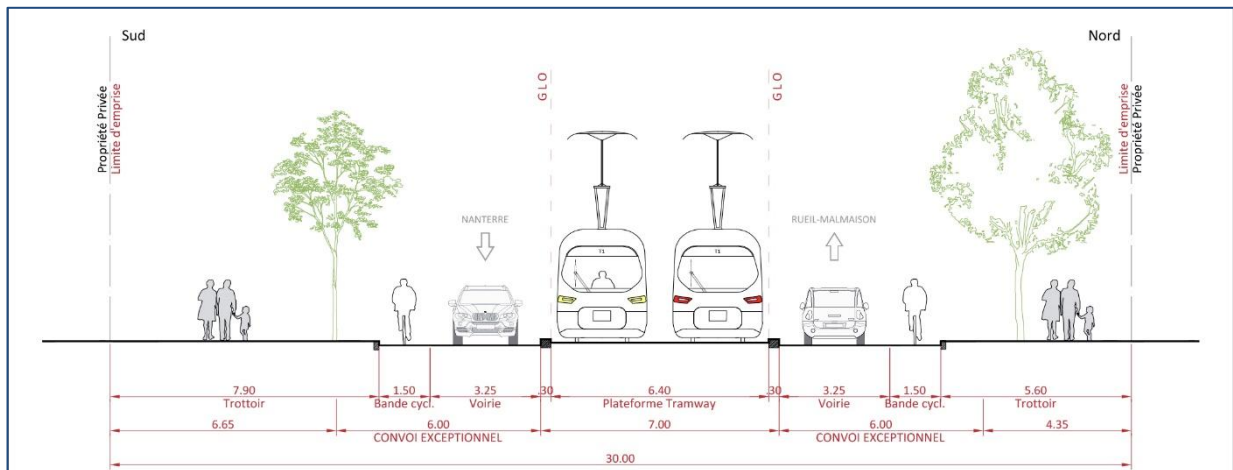 Sud
Nord
Propriété Privée
Limite d'emprise
GLO
GLO
Limite d'emprise
Propriété Privée
NANTERRE
RUEIL-MALMAISON
T1
T1
7.90
1.50
3.25
.30
6.40
.30
3.25
1.50
5.60
Trottoir
Bande cycl.
Voirie
Plateforme Tramway
Voirie
Bande cycl.
Trottoir
6.65
6.00
7.00
6.00
4.35
CONVOI EXCEPTIONNEL
CONVOI EXCEPTIONNEL
30.00